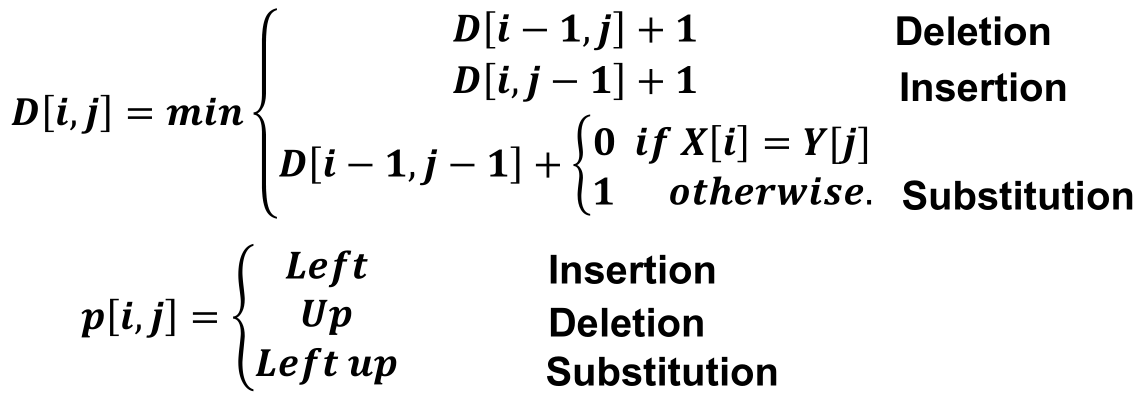 D[i − 1, j] + 1 Deletion
D[i, j − 1] + 1 Insertion
D[i, j] = min
0 if X[i] = Y[j]
D[i − 1, j − 1] +
1 otherwise. Substitution
Left Insertion
p[i, j] = Up Deletion
Left up Substitution